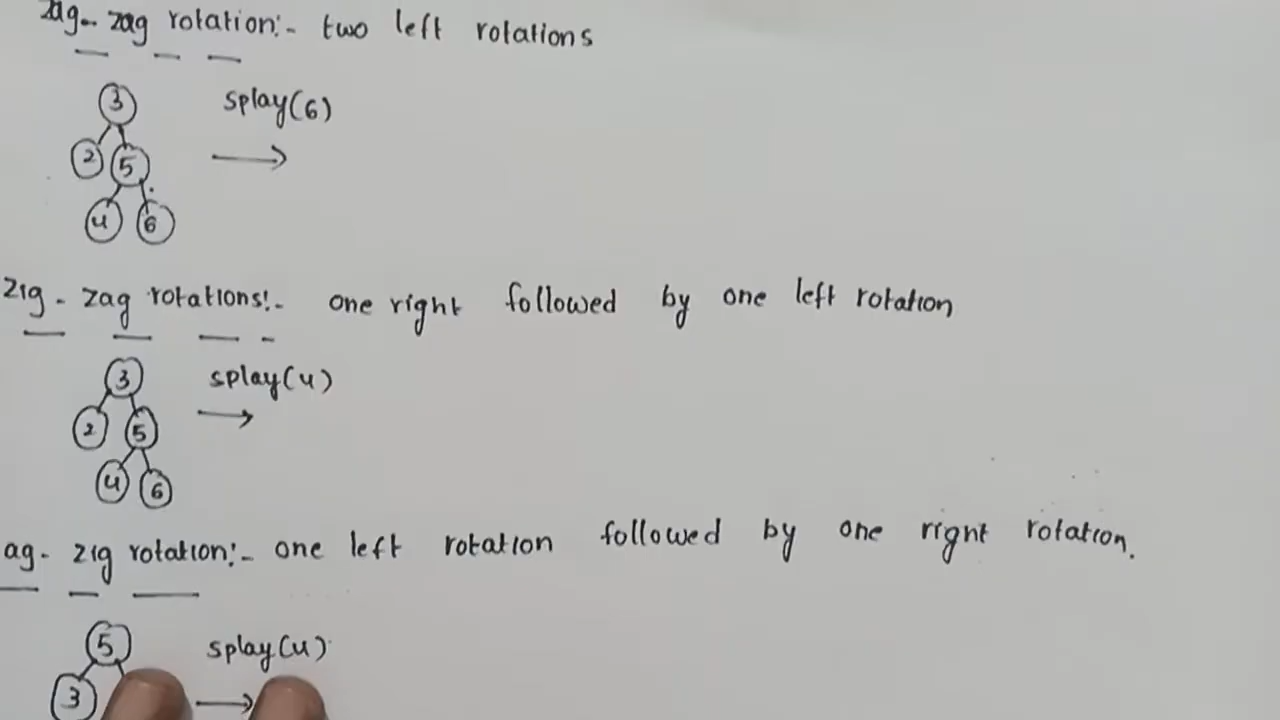 zag-zag rotation:- two left rotations
3 splay(6)
2 5
4 6
zig-zag rotations:- one right followed by one left rotation
3 splay(4)
2 5
4 6
ag-zig rotation:- one left rotation followed by one right rotation.
5 splay(4)
3